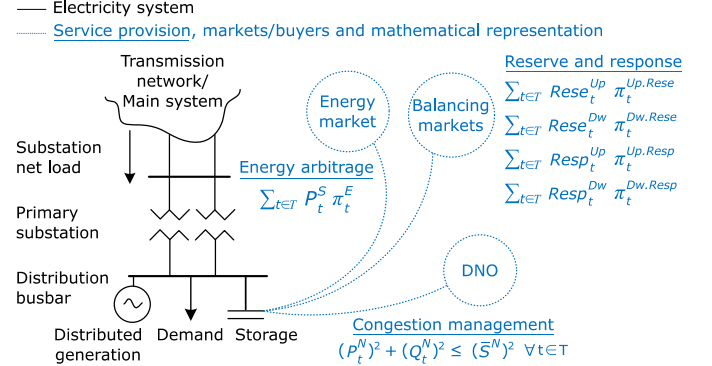 Electricity system
Service provision, markets/buyers and mathematical representation
Transmission
network/
Main system
Energy
market
Balancing
markets
Reserve and response
∑t∈T Rese_t^Up π_t^Up.Rese
∑t∈T Rese_t^Dw π_t^Dw.Rese
∑t∈T Resp_t^Up π_t^Up.Resp
∑t∈T Resp_t^Dw π_t^Dw.Resp
Substation
net load
Energy arbitrage
∑t∈T P_t^S π_t^E
Primary
substation
Distribution
busbar
DNO
Distributed
generation
Demand
Storage
Congestion management
(P_t^N)² + (Q_t^N)² ≤ (S̅^N)² ∀ t∈T